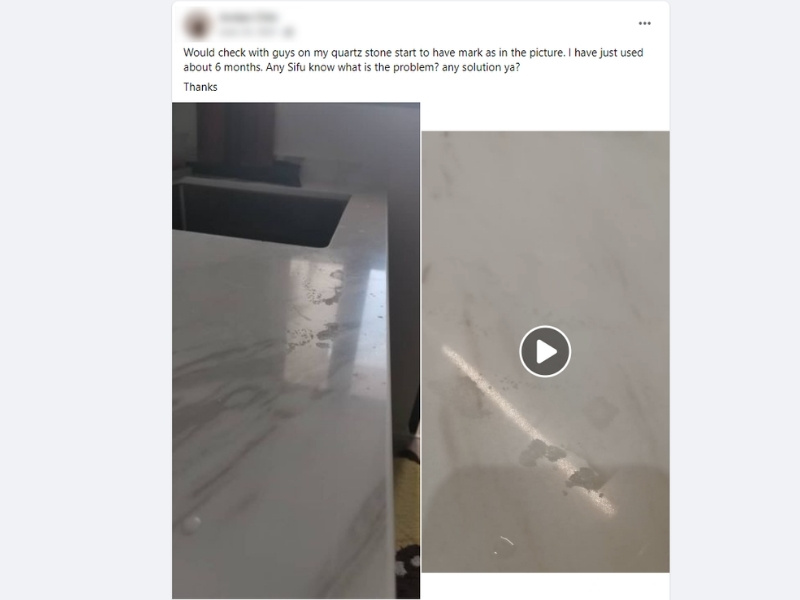 Would check with guys on my quartz stone start to have mark as in the picture. I have just used
about 6 months. Any Sifu know what is the problem? any solution ya?
Thanks